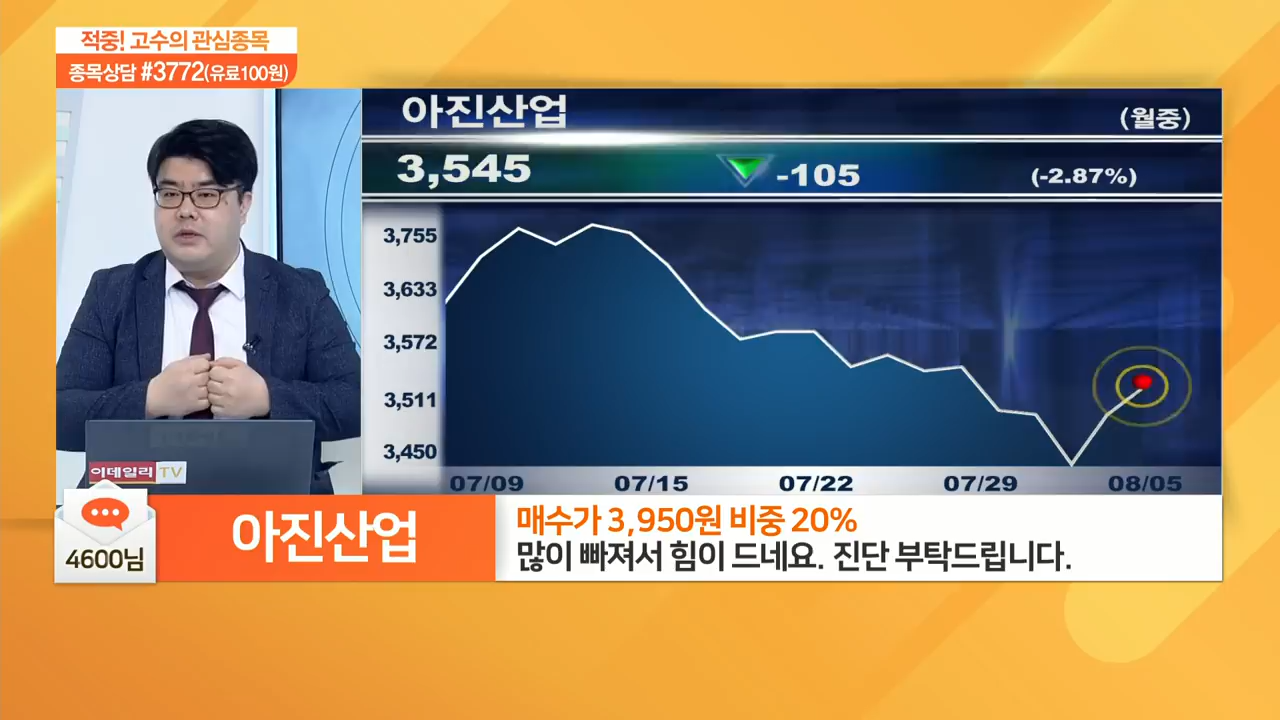 적중! 고수의 관심종목
종목상담 #3772(유료100원)
아진산업
(월중)
3,545
-105
(-2.87%)
3,755
3,633
3,572
3,511
3,450
07/09
07/15
07/22
07/29
08/05
이데일리TV
4600님
아진산업
매수가 3,950원 비중 20%
많이 빠져서 힘이 드네요. 진단 부탁드립니다.